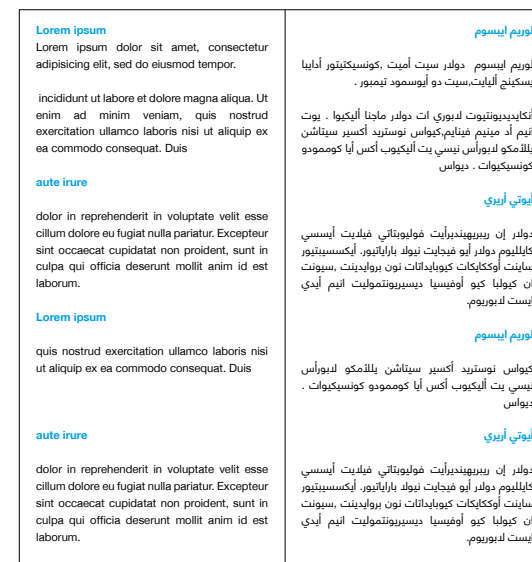 Lorem ipsum
Lorem ipsum dolor sit amet, consectetur
adipisicing elit, sed do eiusmod tempor.
incididunt ut labore et dolore magna aliqua. Ut
enim ad minim veniam, quis nostrud
exercitation ullamco laboris nisi ut aliquip ex
ea commodo consequat. Duis
aute irure
dolor in reprehenderit in voluptate velit esse
cillum dolore eu fugiat nulla pariatur. Excepteur
sint occaecat cupidatat non proident, sunt in
culpa qui officia deserunt mollit anim id est
laborum.
Lorem ipsum
quis nostrud exercitation ullamco laboris nisi
ut aliquip ex ea commodo consequat. Duis
aute irure
dolor in reprehenderit in voluptate velit esse
cillum dolore eu fugiat nulla pariatur. Excepteur
sint occaecat cupidatat non proident, sunt in
culpa qui officia deserunt mollit anim id est
laborum.
لوريم ايبسوم
لوريم ايبسوم دولار سيت أميت ,كونسيكتيتور أدايبا
يسكينج أليايت,سيت دو أيوسمود تيمبور .
أنكايديديونتيوت لابوري ات دولار ماجنا أليكيوا . يوت
انيم أد مينيم فينايم,كيواس نوستريد أكسير سيتاشن
يللأمكو لابورأس نيسي يت أليكيوب أكس أيا كوممودو
كونسيكيوات . ديواس
أيوتي أريري
دولار إن ريبريهينديرأيت فوليوبتاتي فيلايت أيسسي
كايلليوم دولار أيو فيجايت نيولا باراياتيور. أيكسسيبتيور
ساينت أوككايكات كيوبايداتات نون بروايدينت ,سيونت
ان كيولبا كيو أوفيسيا ديسيريونتموليت انيم أيدي
ايست لابوريوم.
لوريم ايبسوم
كيواس نوستريد أكسير سيتاشن يللأمكو لابورأس
نيسي يت أليكيوب أكس أيا كوممودو كونسيكيوات .
ديواس
أيوتي أريري
دولار إن ريبريهينديرأيت فوليوبتاتي فيلايت أيسسي
كايلليوم دولار أيو فيجايت نيولا باراياتيور. أيكسسيبتيور
ساينت أوككايكات كيوبايداتات نون بروايدينت ,سيونت
ان كيولبا كيو أوفيسيا ديسيريونتموليت انيم أيدي
ايست لابوريوم.